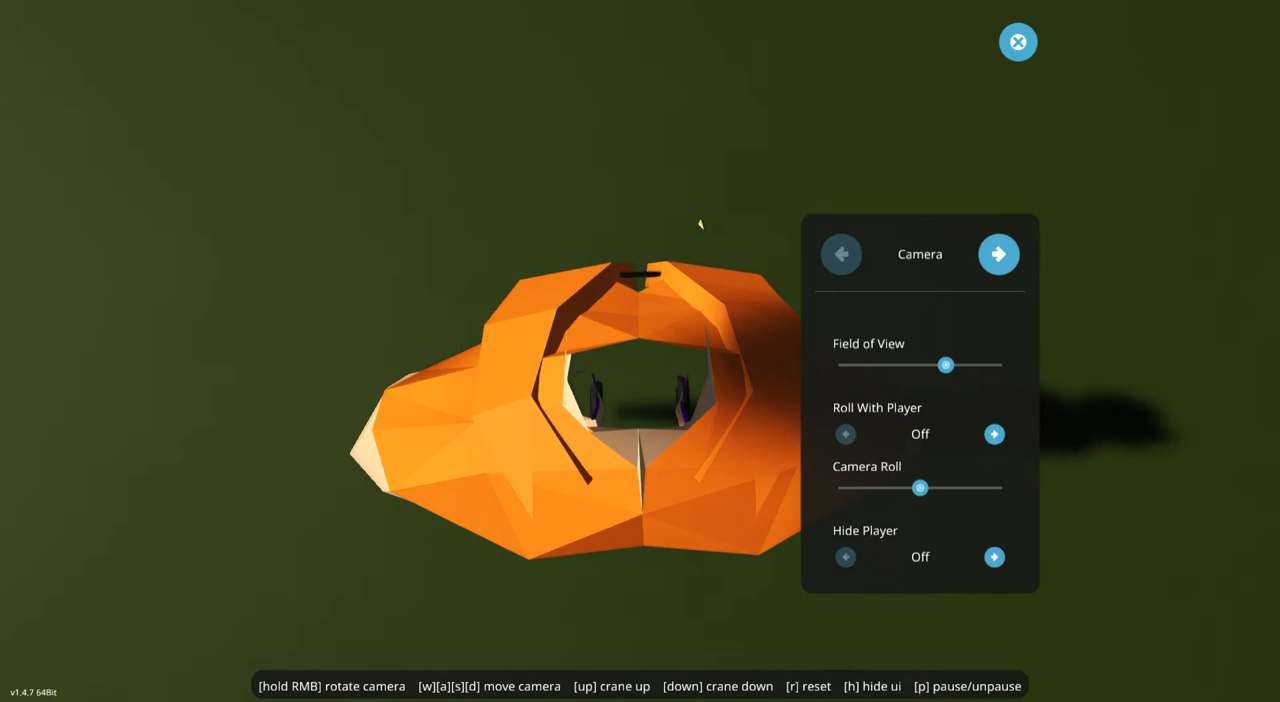 Camera
Field of View
Roll With Player
Off
Camera Roll
Hide Player
Off
[hold RMB] rotate camera [w][a][s][d] move camera [up] crane up [down] crane down [r] reset [h] hide ui [p] pause/unpause
v1.4.7 64Bit